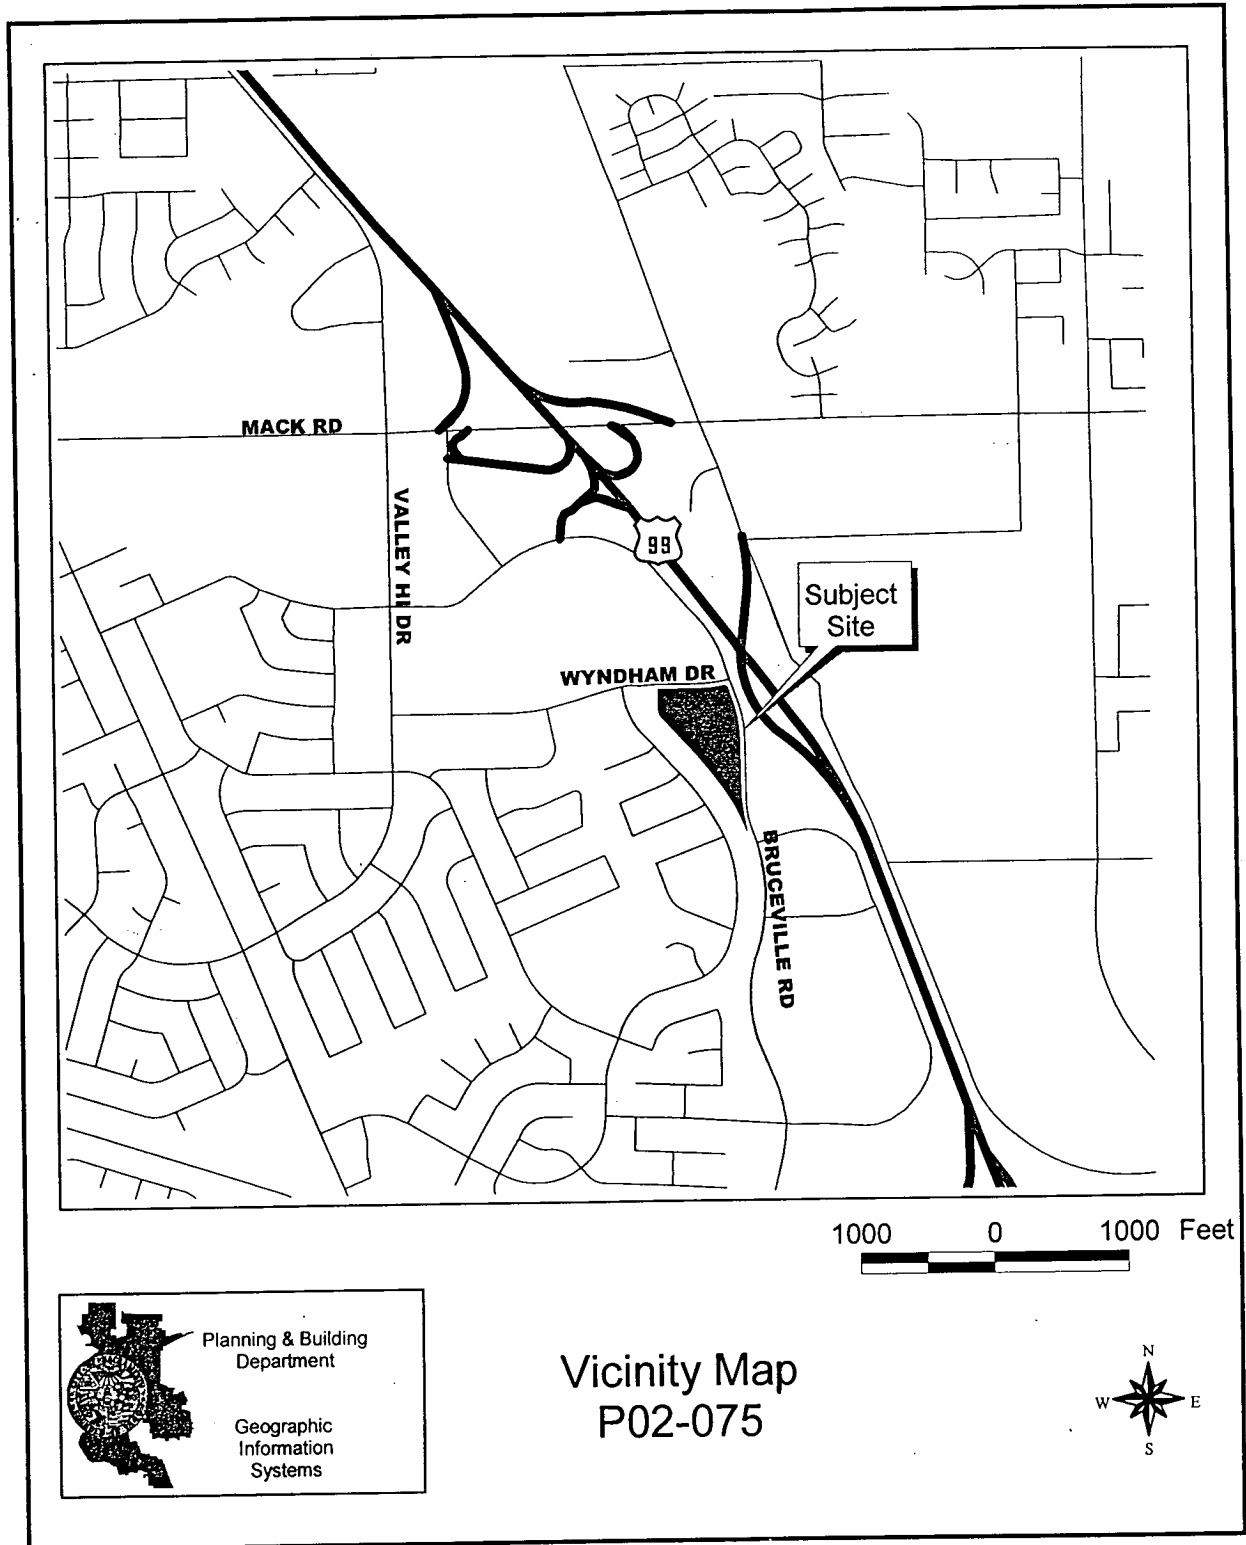 MACK RD
VALLEY HI DR
99
Subject
Site
WYNDHAM DR
BRUCEVILLE RD
1000 0 1000 Feet
Planning & Building
Department
Geographic
Information
Systems
Vicinity Map
P02-075
N
W E
S